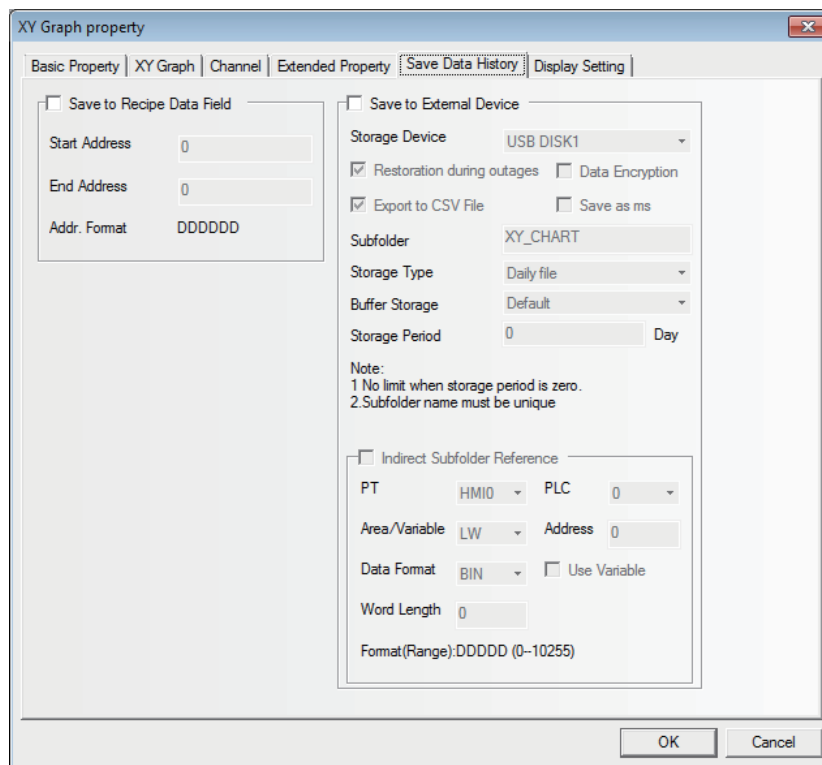 XY Graph property
Basic Property XY Graph Channel Extended Property Save Data History Display Setting
Save to Recipe Data Field
Start Address 0
End Address 0
Addr. Format DDDDDD
Save to External Device
Storage Device USB DISK1
Restoration during outages Data Encryption
Export to CSV File Save as ms
Subfolder XY_CHART
Storage Type Daily file
Buffer Storage Default
Storage Period 0 Day
Note:
1 No limit when storage period is zero.
2.Subfolder name must be unique
Indirect Subfolder Reference
PT HMI0 PLC 0
Area/Variable LW Address 0
Data Format BIN Use Variable
Word Length 0
Format(Range):DDDDD (0--10255)
OK Cancel